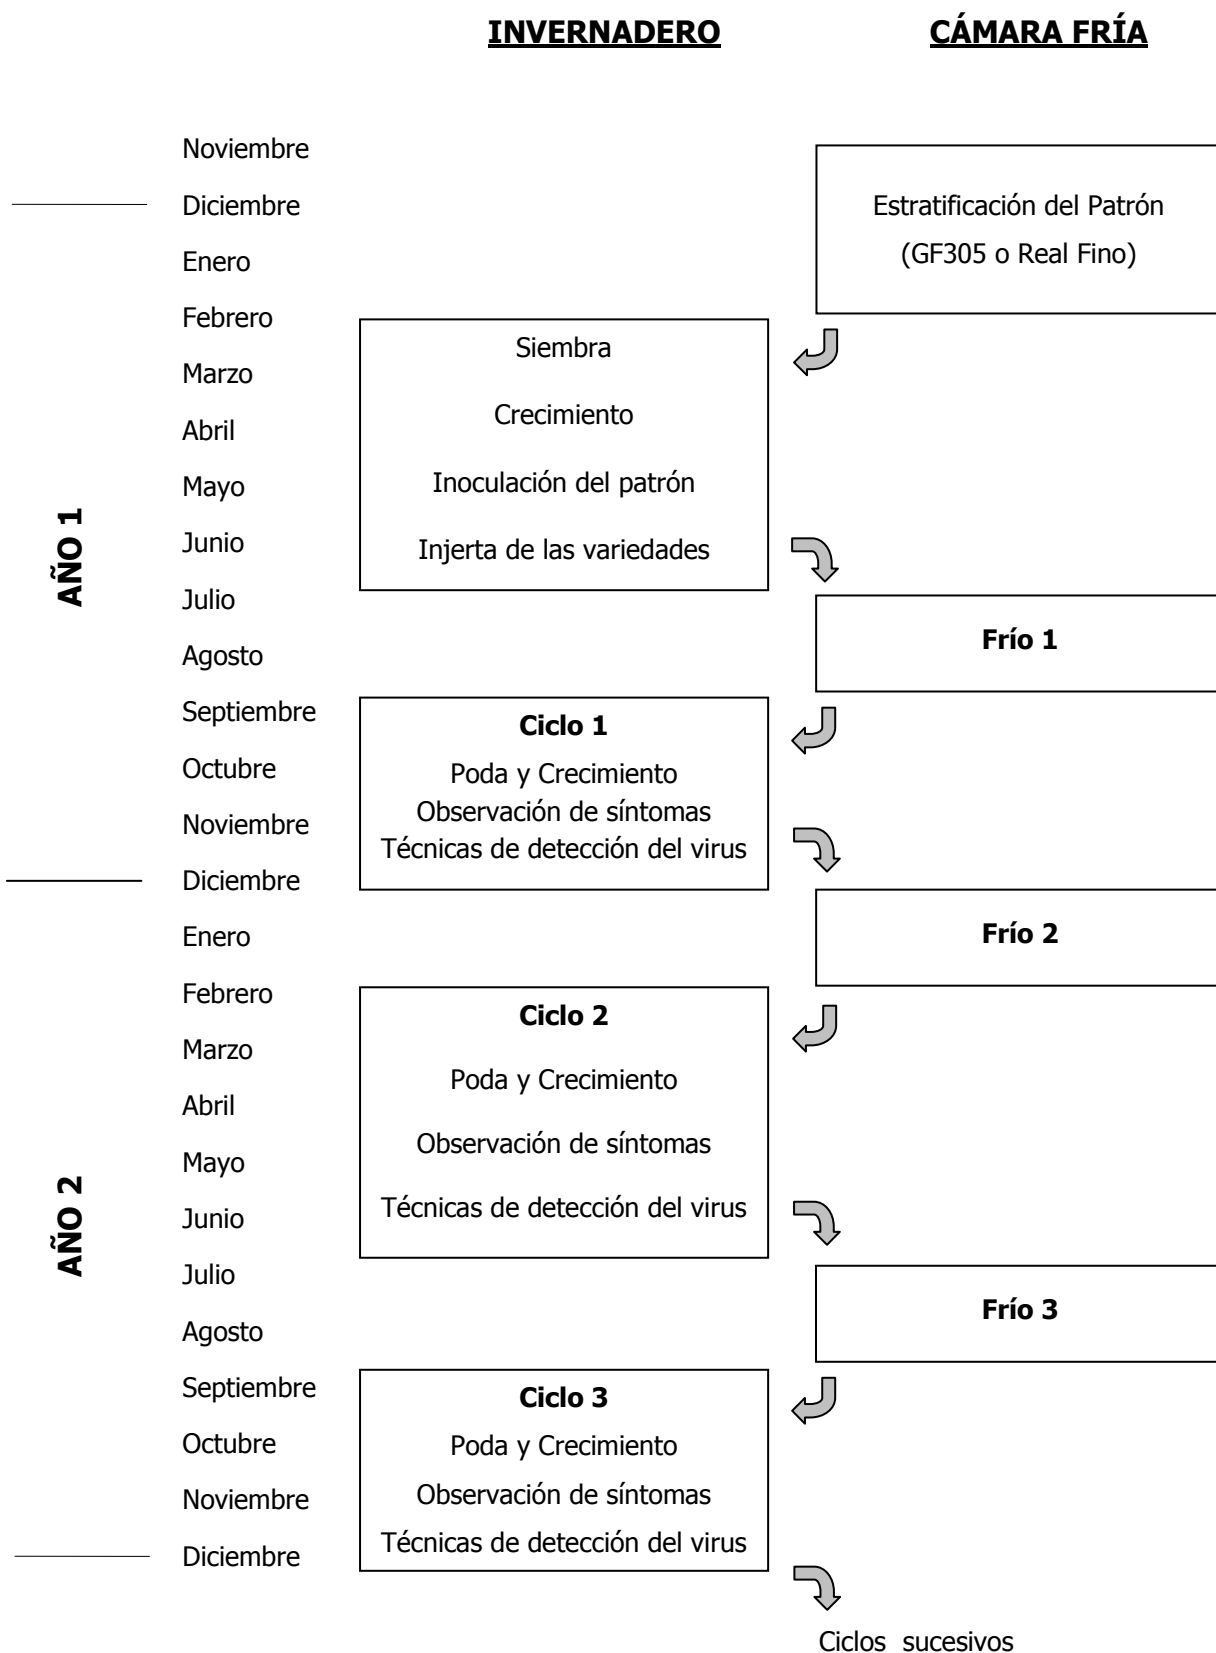 INVERNADERO
CÁMARA FRÍA
Noviembre
Diciembre
Enero
Febrero
Marzo
Abril
Mayo
Junio
Julio
Agosto
Septiembre
Octubre
Noviembre
Diciembre
Enero
Febrero
Marzo
Abril
Mayo
Junio
Julio
Agosto
Septiembre
Octubre
Noviembre
Diciembre
AÑO 1
AÑO 2
Estratificación del Patrón
(GF305 o Real Fino)
Siembra
Crecimiento
Inoculación del patrón
Injerta de las variedades
Frío 1
Ciclo 1
Poda y Crecimiento
Observación de síntomas
Técnicas de detección del virus
Frío 2
Ciclo 2
Poda y Crecimiento
Observación de síntomas
Técnicas de detección del virus
Frío 3
Ciclo 3
Poda y Crecimiento
Observación de síntomas
Técnicas de detección del virus
Ciclos sucesivos